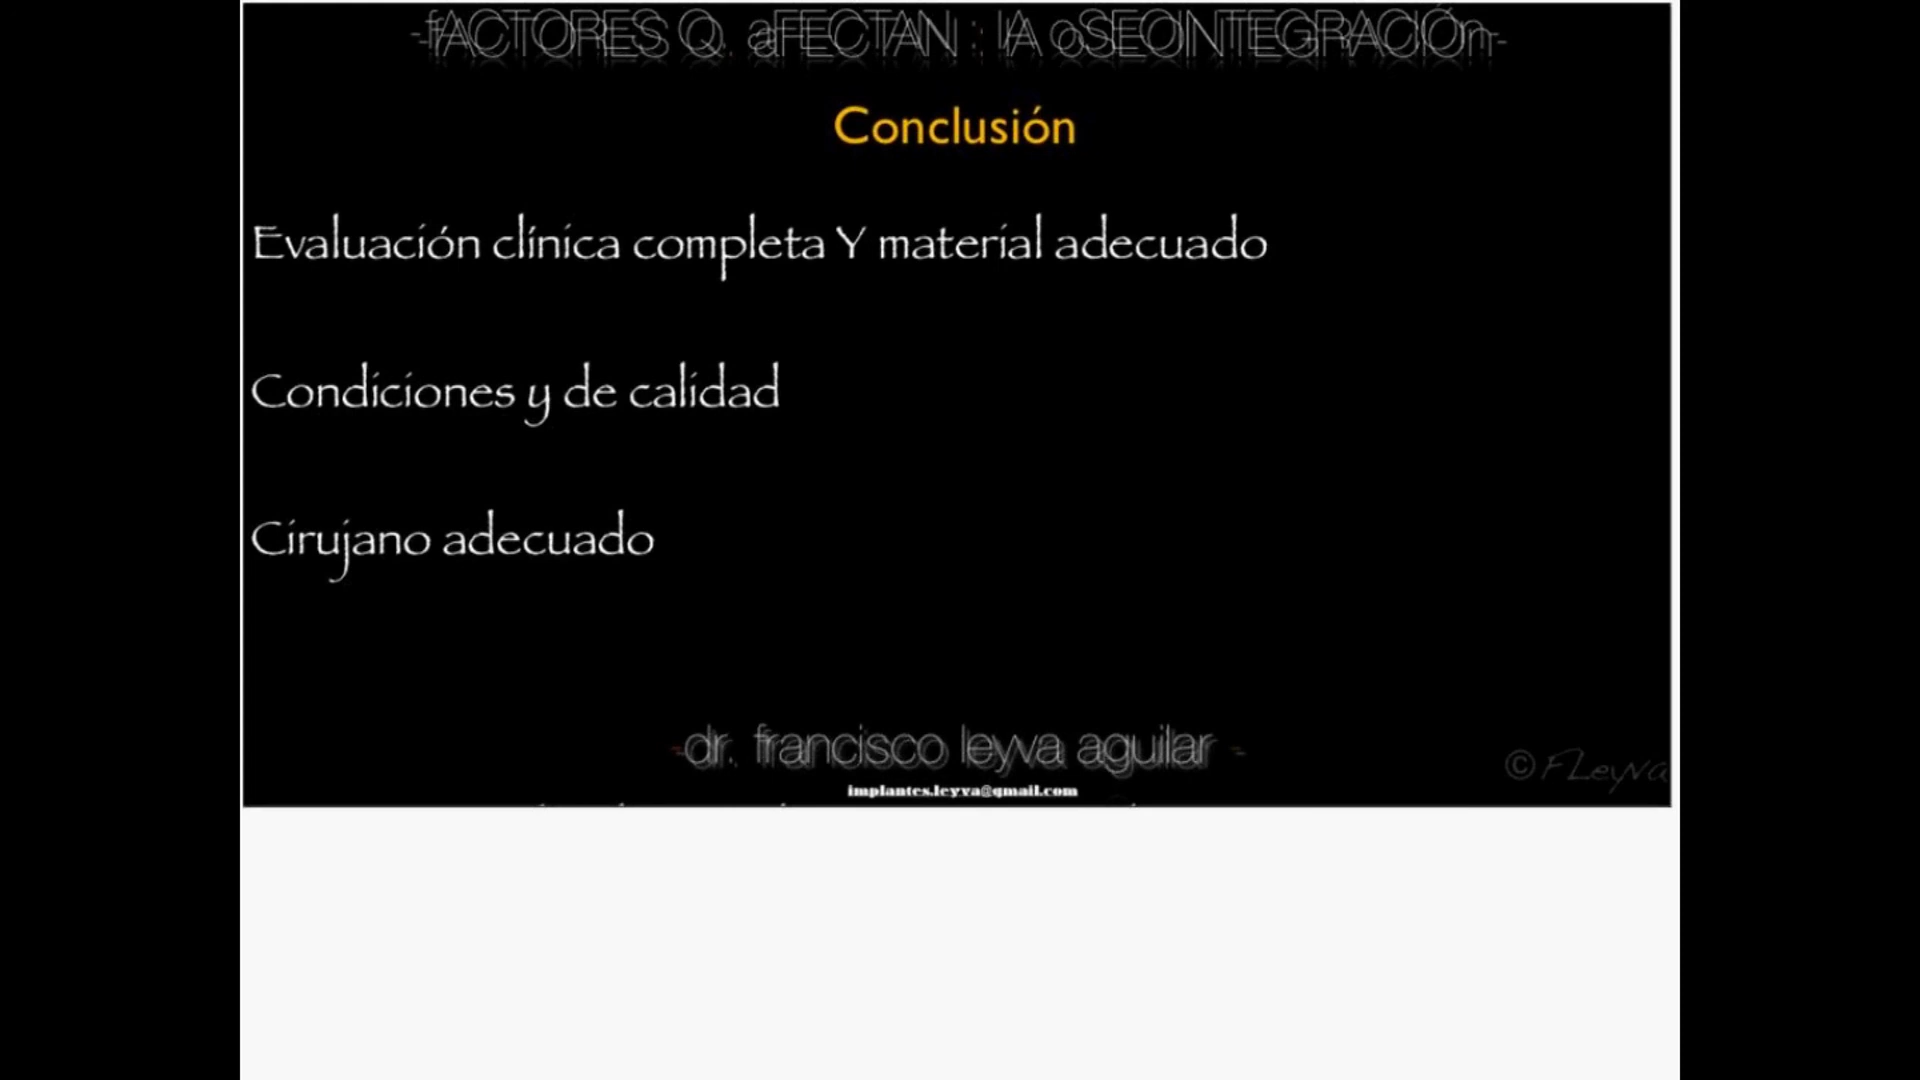 -fACTORES Q. aFECTAN : lA oSEOINTEGRACIÓn-
Conclusión
Evaluación clínica completa Y material adecuado
Condiciones y de calidad
Cirujano adecuado
-dr. francisco leyva aguilar -
implantes.leyva@gmail.com
© FLeyva